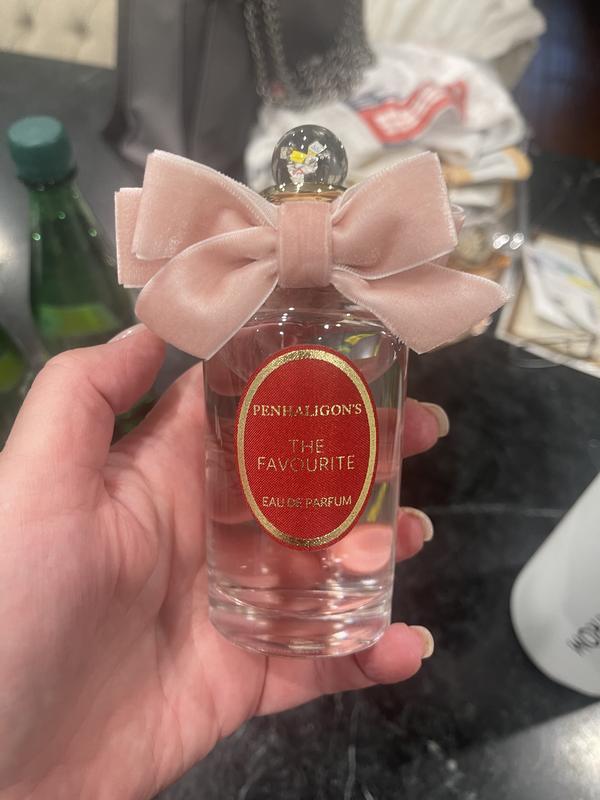 PENHALIGON'S
THE
FAVOURITE
EAU DE PARFUM